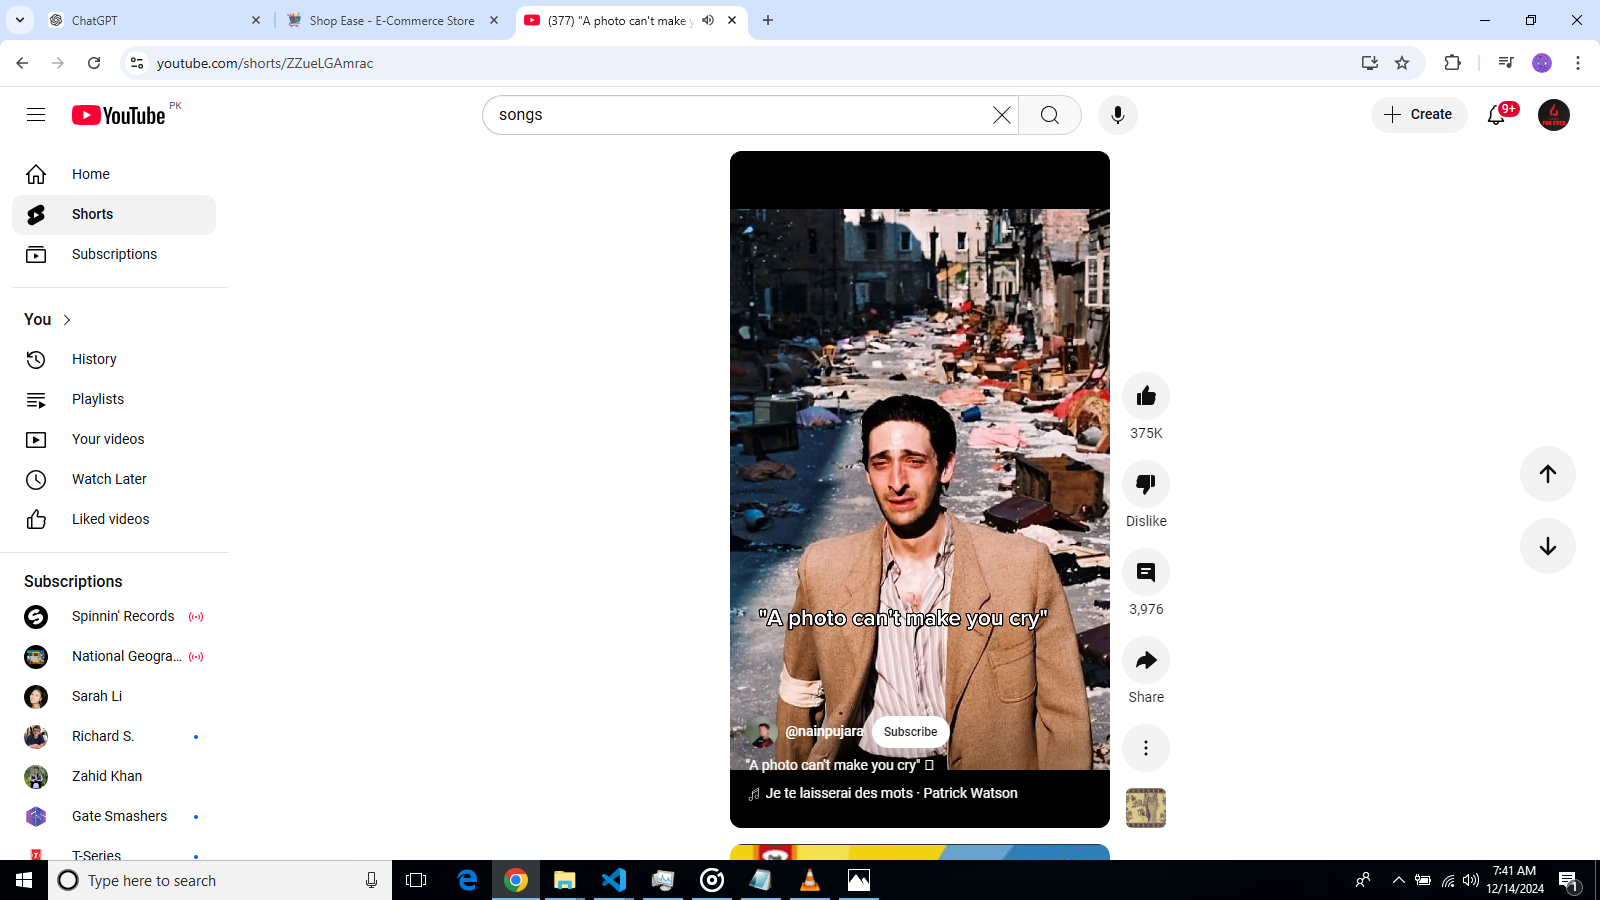 ChatGPT
Shop Ease - E-Commerce Store
(377) "A photo can't make
youtube.com/shorts/ZZueLGAmrac
YouTube PK
songs
Create
9+
Home
Shorts
Subscriptions
You
History
Playlists
Your videos
Watch Later
Liked videos
Subscriptions
Spinnin' Records
National Geogra...
Sarah Li
Richard S.
Zahid Khan
Gate Smashers
T-Series
"A photo can't make you cry"
@nainpujara
Subscribe
"A photo can't make you cry"
Je te laisserai des mots · Patrick Watson
375K
Dislike
3,976
Share
Type here to search
7:41 AM
12/14/2024
1